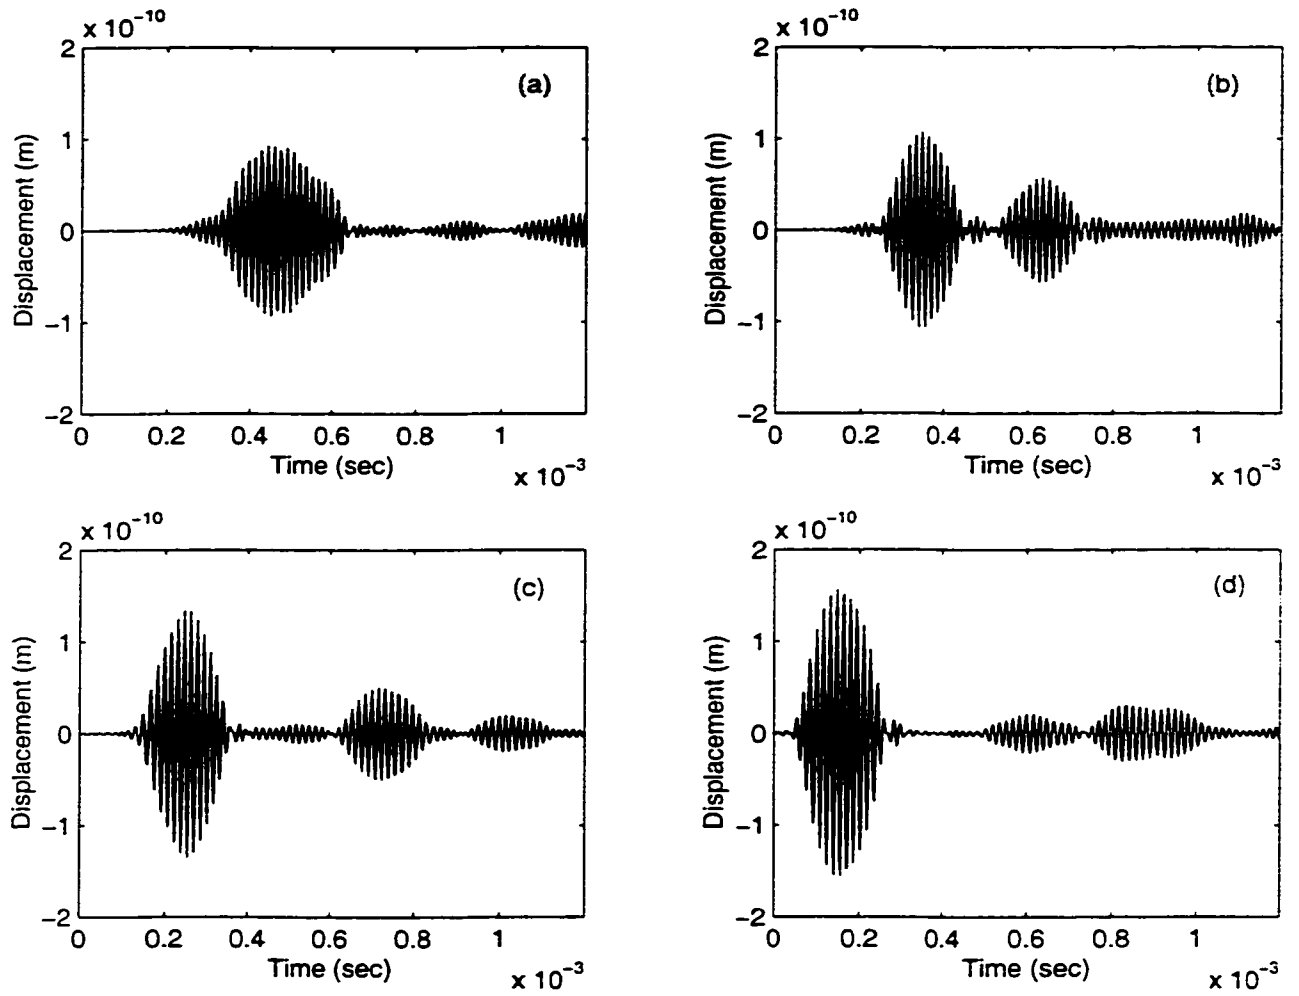 x 10⁻¹⁰
2
1
0
−1
−2
Displacement (m)
(a)
0 0.2 0.4 0.6 0.8 1
Time (sec)
x 10⁻³
x 10⁻¹⁰
2
1
0
−1
−2
Displacement (m)
(b)
0 0.2 0.4 0.6 0.8 1
Time (sec)
x 10⁻³
x 10⁻¹⁰
2
1
0
−1
−2
Displacement (m)
(c)
0 0.2 0.4 0.6 0.8 1
Time (sec)
x 10⁻³
x 10⁻¹⁰
2
1
0
−1
−2
Displacement (m)
(d)
0 0.2 0.4 0.6 0.8 1
Time (sec)
x 10⁻³